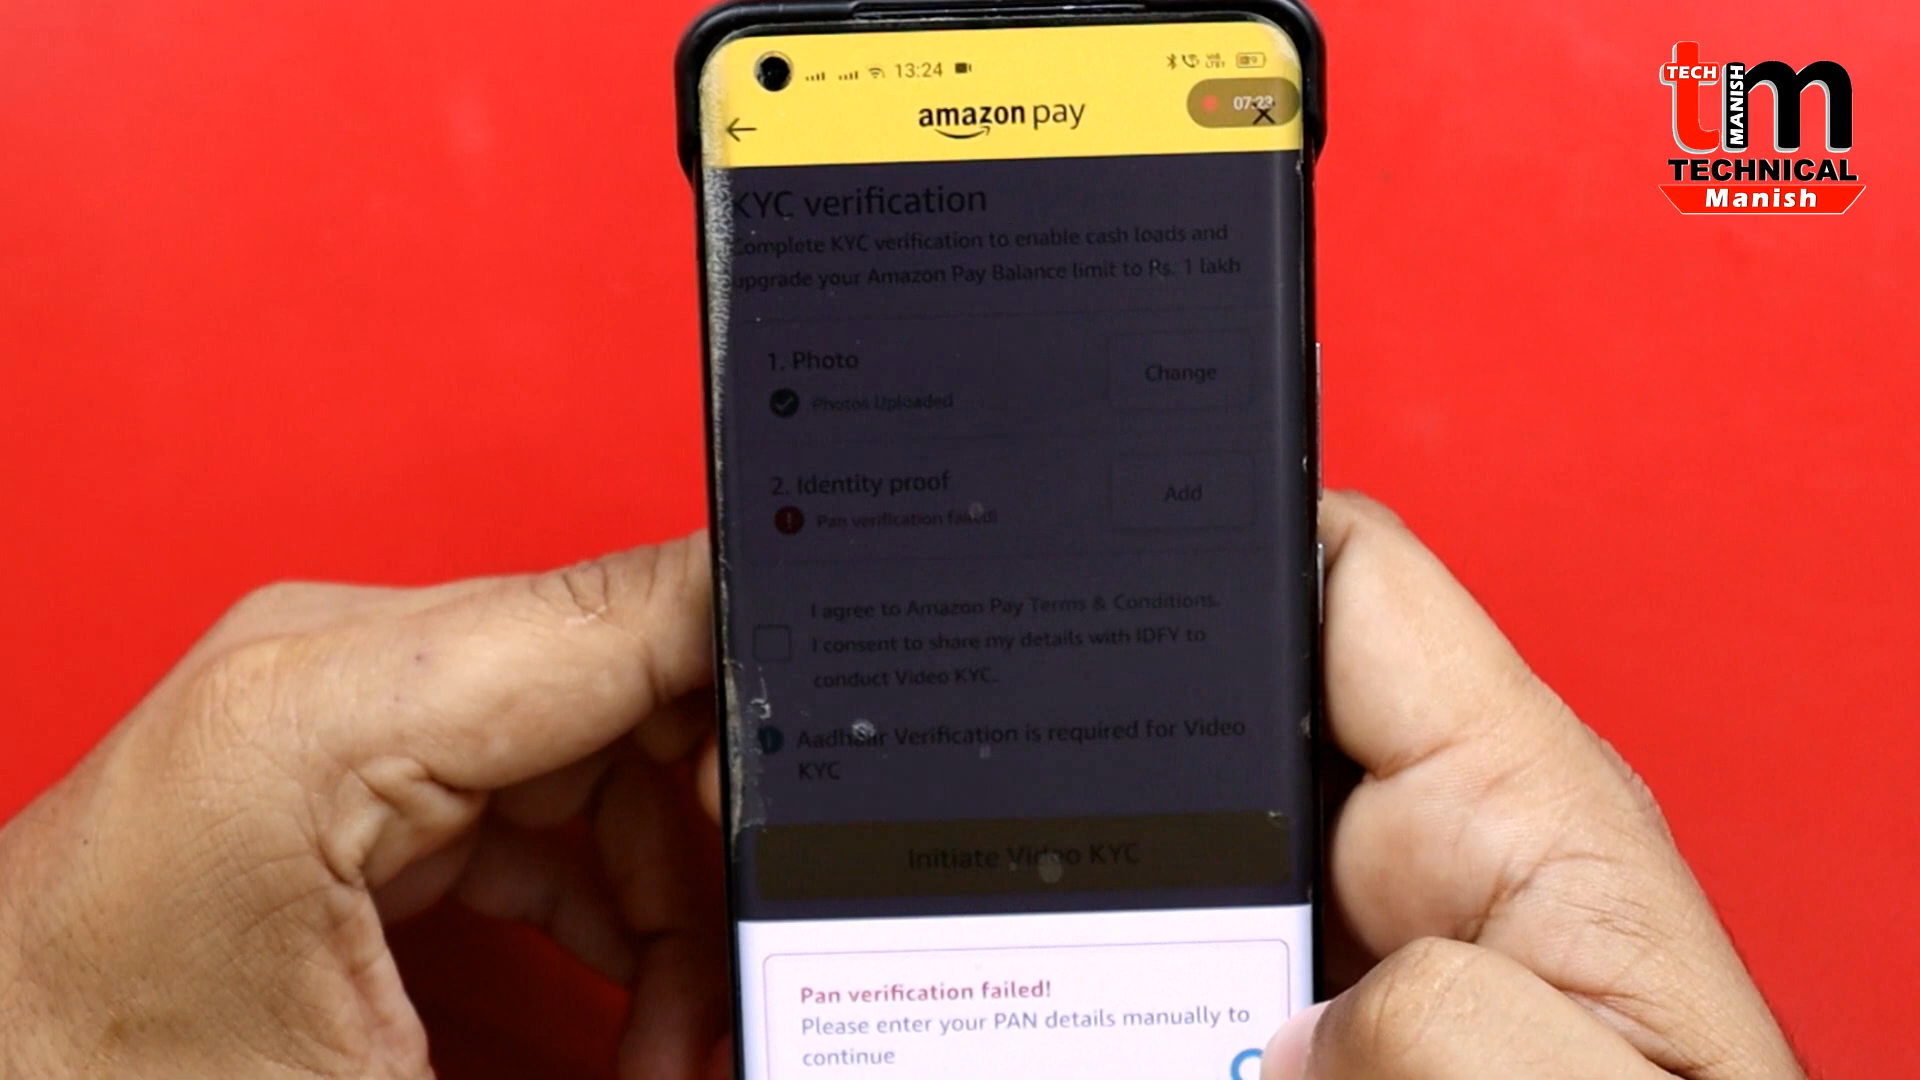 13:24
07:23
amazon pay
KYC verification
Complete KYC verification to enable cash loads and
upgrade your Amazon Pay Balance limit to Rs. 1 lakh
1. Photo
Photos Uploaded
Change
2. Identity proof
Pan verification failed!
Add
I agree to Amazon Pay Terms & Conditions.
I consent to share my details with IDFY to
conduct Video KYC.
Aadhaar Verification is required for Video
KYC
Initiate Video KYC
Pan verification failed!
Please enter your PAN details manually to
continue
tm
TECH
MANISH
TECHNICAL
Manish